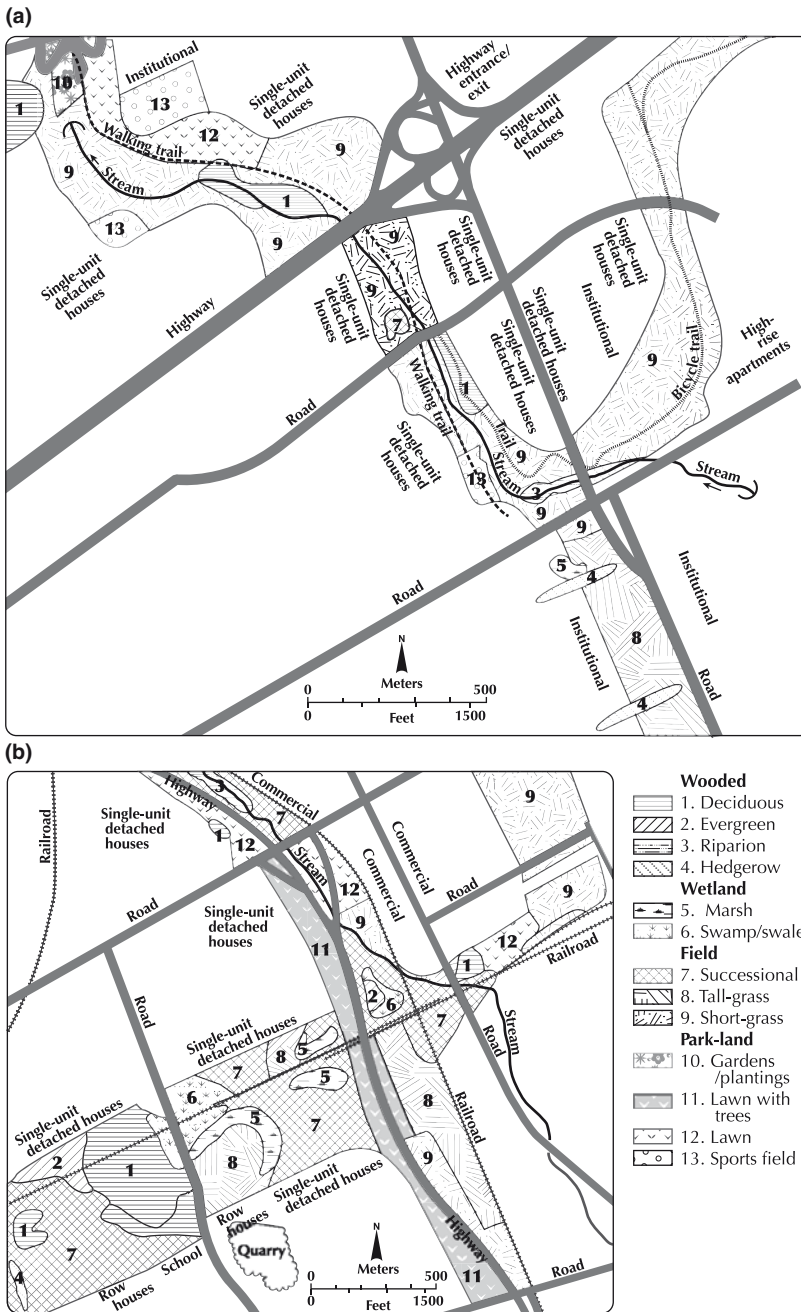 (a)
10
1
Institutional
13
Single-unit
detached
houses
Highway
entrance/
exit
Single-unit
detached
houses
12
Walking trail
9
Stream
9
1
13
9
Single-unit
detached
houses
Highway
9
9
7
Single-unit
detached
houses
Single-unit
detached
houses
Single-unit
detached houses
Single-unit
detached houses
Institutional
Single-unit
detached
houses
9
Bicycle trail
High-
rise
apartments
Road
Walking trail
1
Trail
Stream
9
Single-unit
detached
houses
13
3
9
9
Stream
5
4
Road
Institutional
Institutional
8
4
Road
N
Meters
0
500
0
Feet
1500
(b)
Railroad
Highway
3
Commercial
7
Single-unit
detached
houses
1
12
Stream
12
Commercial
Commercial
9
Road
Road
Single-unit
detached
houses
9
9
11
12
1
Railroad
2
6
7
Road
Stream
Road
Single-unit
detached houses
5
8
7
5
6
5
7
8
Railroad
Single-unit
detached houses
2
1
8
9
7
1
4
Single-unit
detached houses
Row
houses
Quarry
School
Row
houses
N
Meters
0
500
0
Feet
1500
Highway
11
Road
Wooded
1. Deciduous
2. Evergreen
3. Riparion
4. Hedgerow
Wetland
5. Marsh
6. Swamp/swale
Field
7. Successional
8. Tall-grass
9. Short-grass
Park-land
10. Gardens
/plantings
11. Lawn with
trees
12. Lawn
13. Sports field